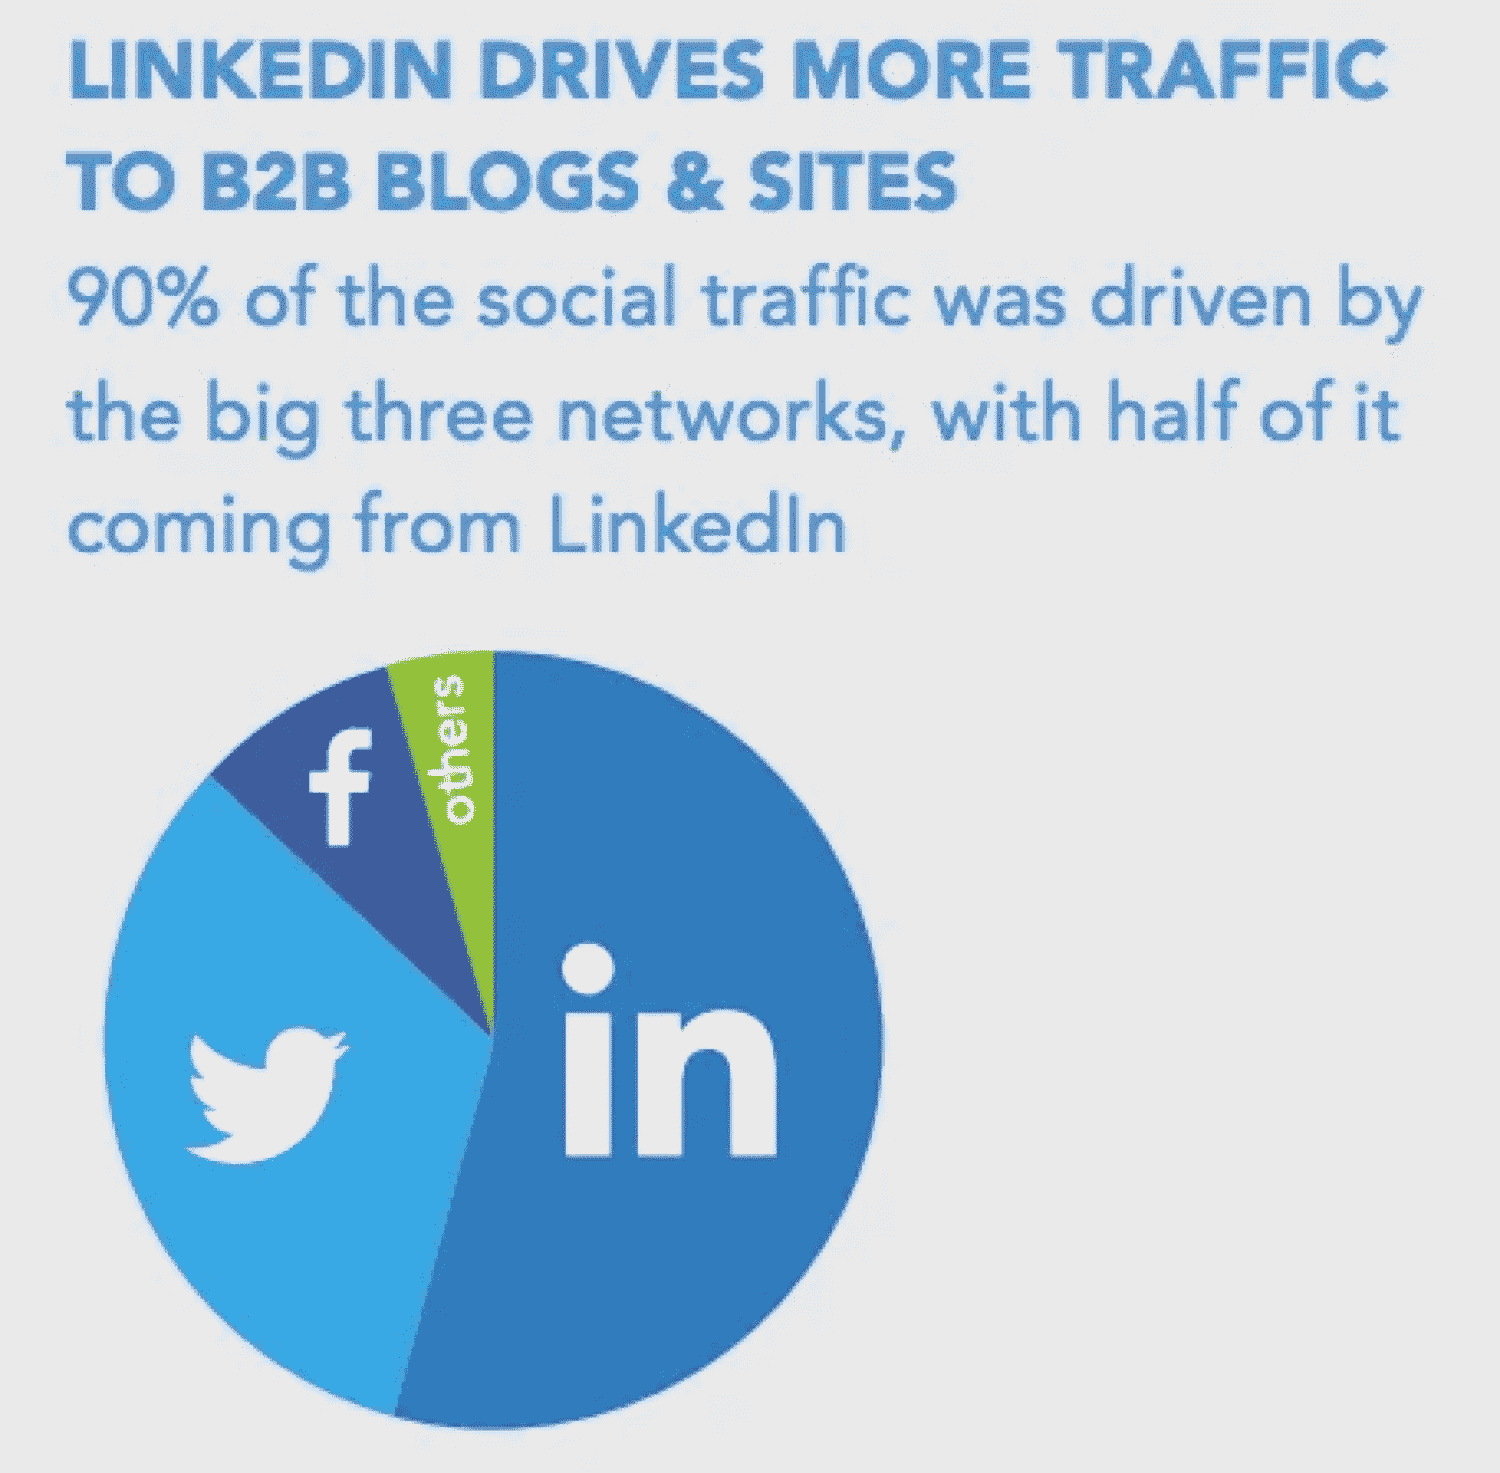 LINKEDIN DRIVES MORE TRAFFIC
TO B2B BLOGS & SITES
90% of the social traffic was driven by
the big three networks, with half of it
coming from LinkedIn
others
f
in